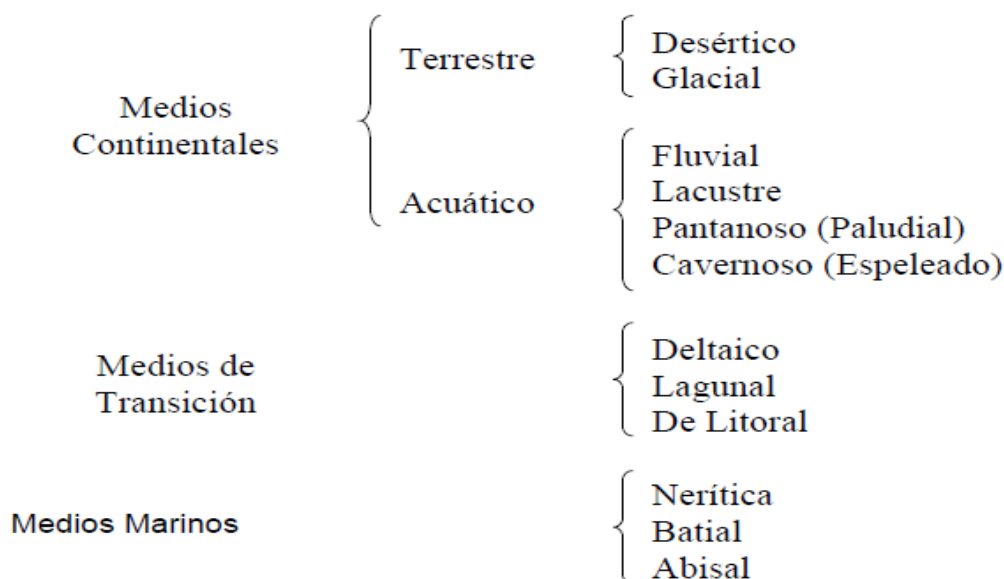 Medios
Continentales
Terrestre
Desértico
Glacial
Acuático
Fluvial
Lacustre
Pantanoso (Paludial)
Cavernoso (Espeleado)
Medios de
Transición
Deltaico
Lagunal
De Litoral
Medios Marinos
Nerítica
Batial
Abisal